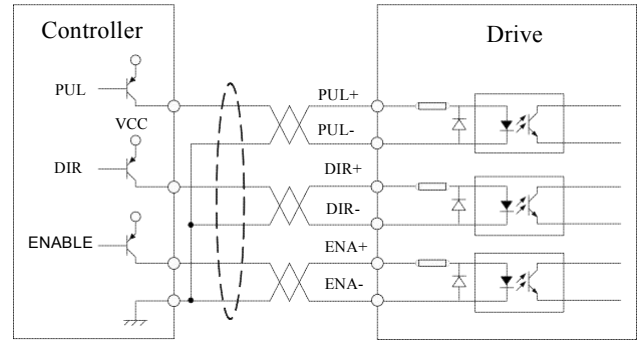 Controller
Drive
PUL
PUL+
VCC
PUL-
DIR
DIR+
DIR-
ENABLE
ENA+
ENA-